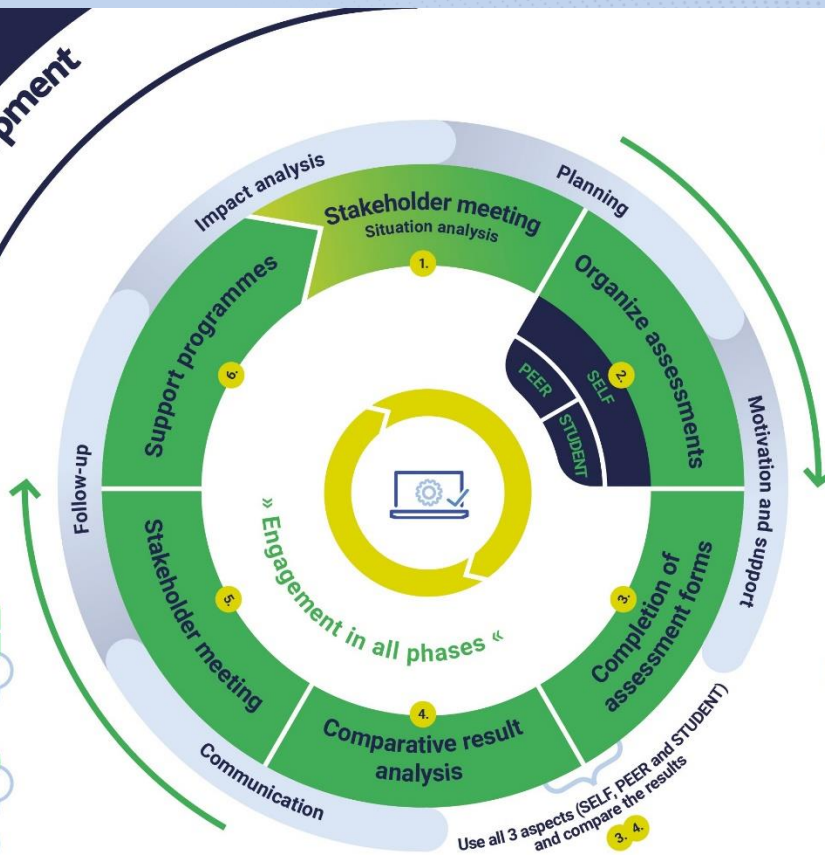 pment
Impact analysis
Planning
Motivation and support
Communication
Follow-up
Stakeholder meeting
Situation analysis
1.
Organize assessments
2.
SELF
PEER
STUDENT
Completion of
assessment forms
3.
Comparative result
analysis
4.
Stakeholder meeting
5.
Support programmes
6.
» Engagement in all phases «
Use all 3 aspects (SELF, PEER and STUDENT)
and compare the results
3. 4.